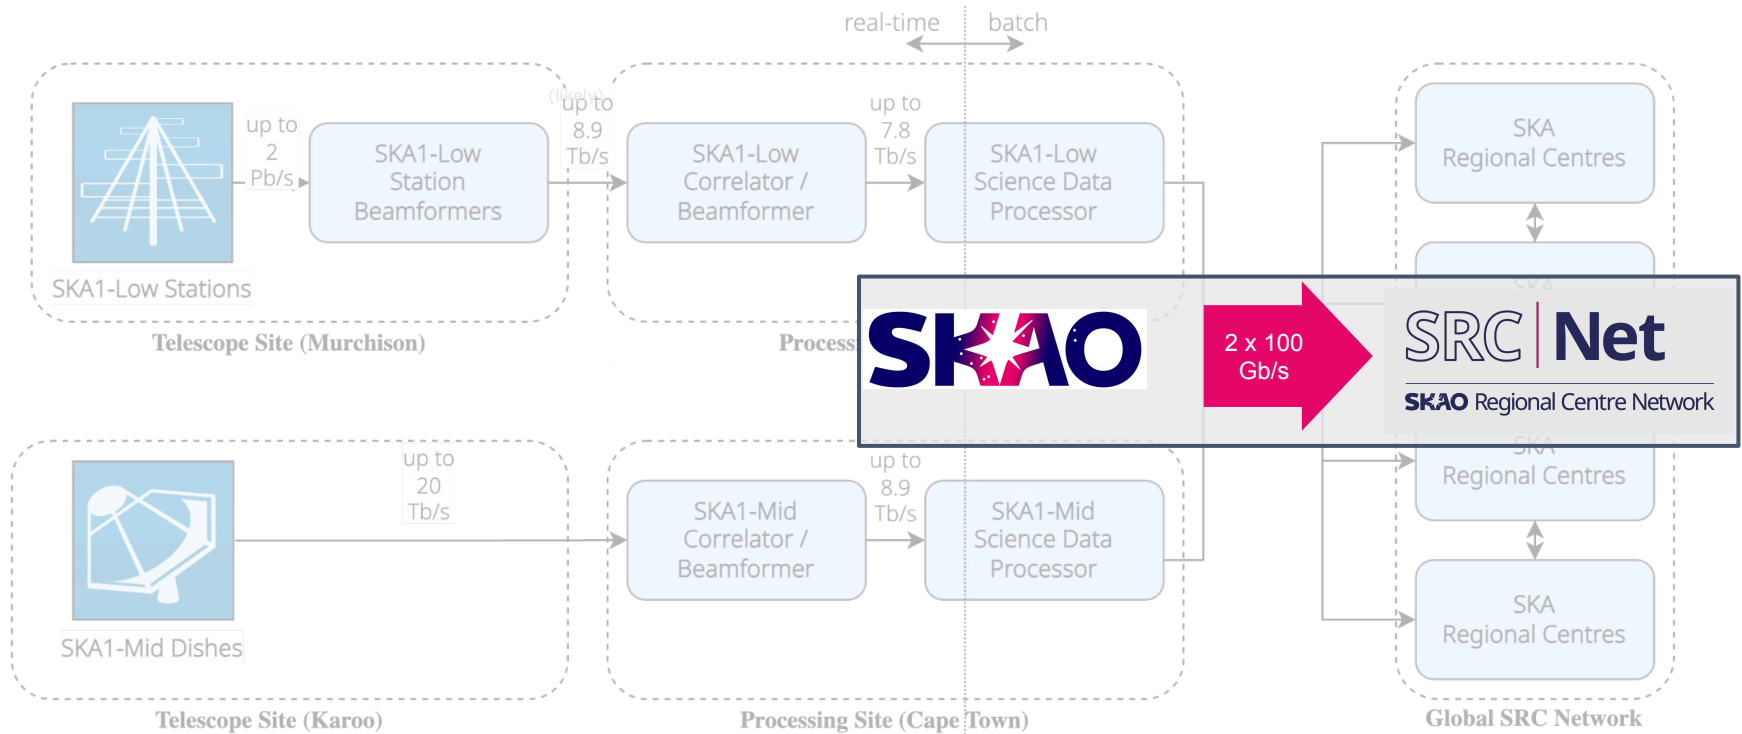 real-time
batch
(likely)
up to
2
Pb/s
SKA1-Low
Station
Beamformers
up to
8.9
Tb/s
SKA1-Low
Correlator /
Beamformer
up to
7.8
Tb/s
SKA1-Low
Science Data
Processor
SKA
Regional Centres
SKA1-Low Stations
Telescope Site (Murchison)
Process
SKA
SKAO
2 x 100
Gb/s
SRC | Net
SKAO Regional Centre Network
up to
20
Tb/s
SKA1-Mid
Correlator /
Beamformer
up to
8.9
Tb/s
SKA1-Mid
Science Data
Processor
SKA
Regional Centres
SKA1-Mid Dishes
SKA
Regional Centres
Telescope Site (Karoo)
Processing Site (Cape Town)
Global SRC Network